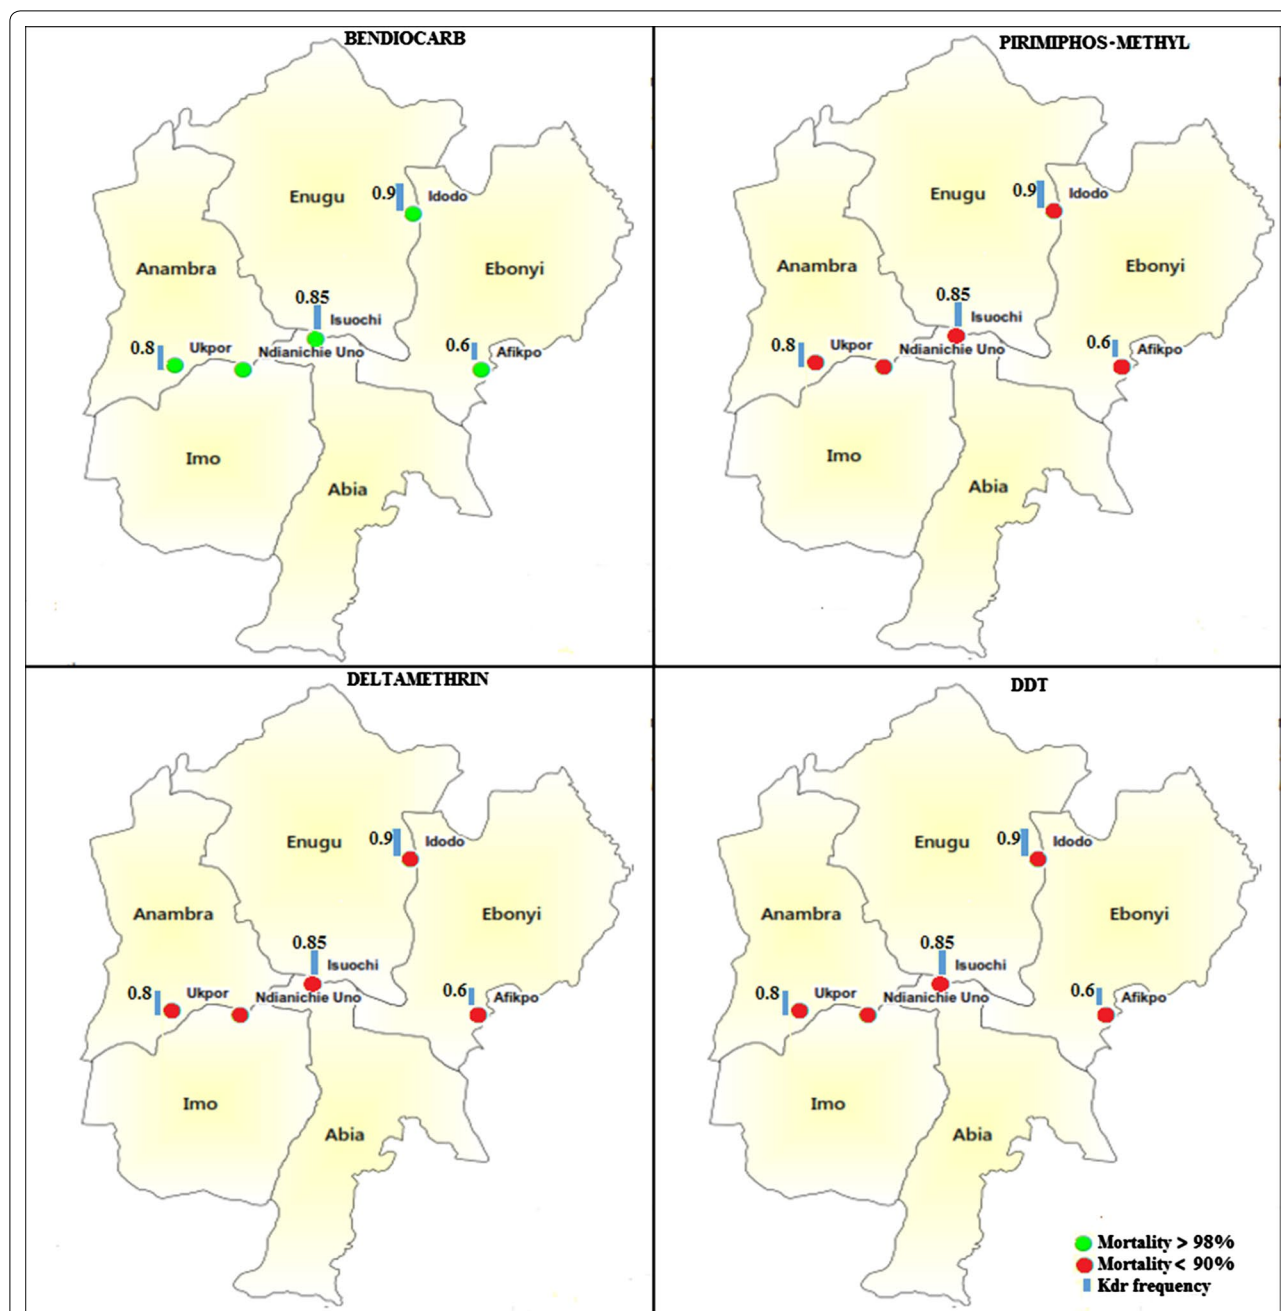 BENDIOCARB
0.9 Idodo
Enugu
Anambra
Ebonyi
0.85
Isuochi
0.8 Ukpor
Ndianichie Uno
0.6 Afikpo
Imo
Abia
PIRIMIPHOS-METHYL
0.9 Idodo
Enugu
Anambra
Ebonyi
0.85
Isuochi
0.8 Ukpor
Ndianichie Uno
0.6 Afikpo
Imo
Abia
DELTAMETHRIN
0.9 Idodo
Enugu
Anambra
Ebonyi
0.85
Isuochi
0.8 Ukpor
Ndianichie Uno
0.6 Afikpo
Imo
Abia
DDT
0.9 Idodo
Enugu
Anambra
Ebonyi
0.85
Isuochi
0.8 Ukpor
Ndianichie Uno
0.6 Afikpo
Imo
Abia
Mortality > 98%
Mortality < 90%
Kdr frequency